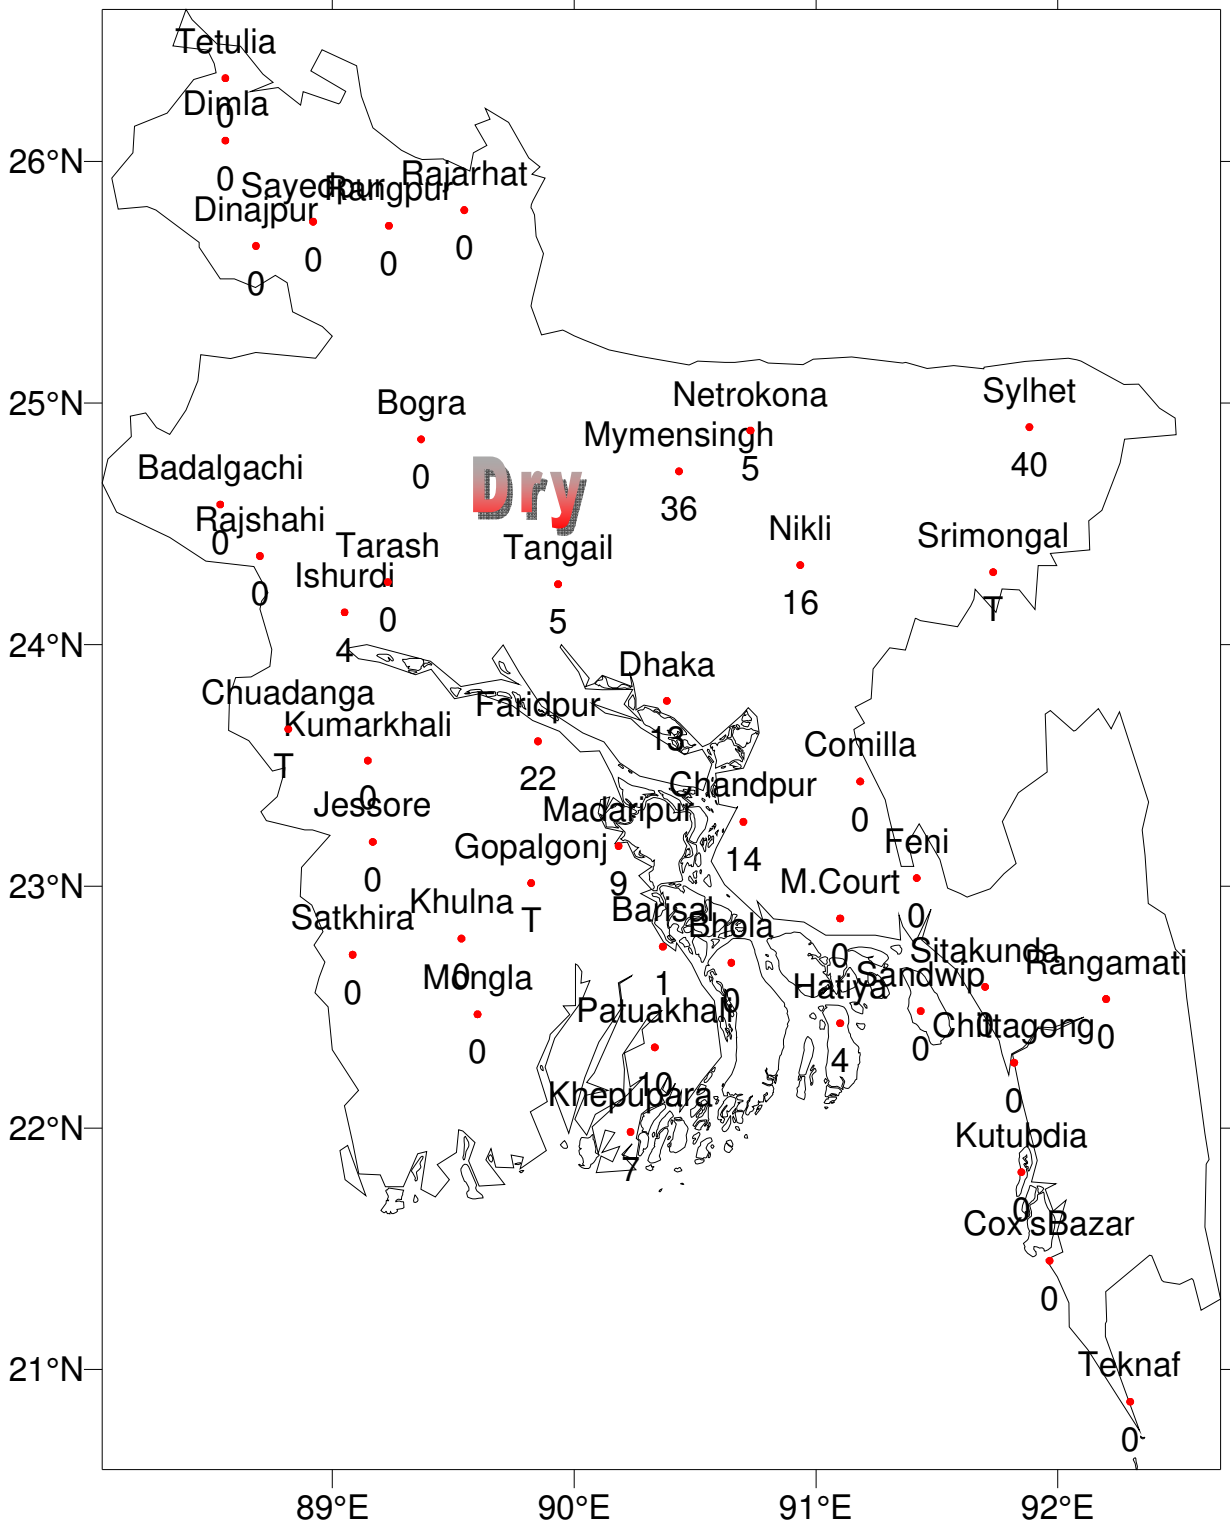 Tetulia
0
Dimla
0
26°N
Rajarhat
0
Sayedpur
0
Rangpur
0
Dinajpur
0
25°N
Sylhet
40
Netrokona
5
Bogra
0
Mymensingh
36
Badalgachi
0
Dry
Rajshahi
0
Nikli
16
Srimongal
T
Tarash
0
Tangail
5
Ishurdi
4
24°N
Dhaka
13
Chuadanga
T
Faridpur
22
Kumarkhali
0
Comilla
0
Chandpur
14
Jessore
0
Madaripur
9
Feni
0
Gopalgonj
T
23°N
M.Court
0
Khulna
0
Barisal
1
Satkhira
0
Bhola
0
Sitakunda
0
Rangamati
0
Sandwip
0
Mongla
0
Hatiya
4
Patuakhali
10
Chittagong
0
Khepupara
7
22°N
Kutubdia
0
Cox'sBazar
0
21°N
Teknaf
0
89°E
90°E
91°E
92°E